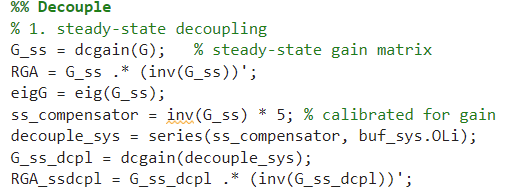 %% Decouple
% 1. steady-state decoupling
G_ss = dcgain(G);   % steady-state gain matrix
RGA = G_ss .* (inv(G_ss))';
eigG = eig(G_ss);
ss_compensator = inv(G_ss) * 5; % calibrated for gain
decouple_sys = series(ss_compensator, buf_sys.OLi);
G_ss_dcpl = dcgain(decouple_sys);
RGA_ssdcpl = G_ss_dcpl .* (inv(G_ss_dcpl))';